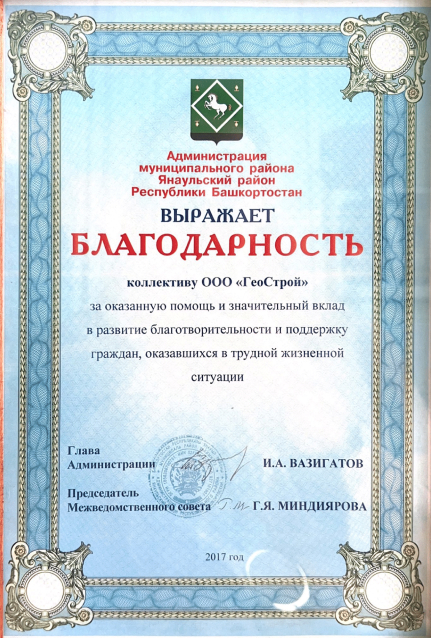 Администрация
муниципального района
Янаульский район
Республики Башкортостан
ВЫРАЖАЕТ
БЛАГОДАРНОСТЬ
коллективу ООО «ГеоСтрой»
за оказанную помощь и значительный вклад
в развитие благотворительности и поддержку
граждан, оказавшихся в трудной жизненной
ситуации
Глава
Администрации И.А. ВАЗИГАТОВ
Председатель
Межведомственного совета Г.Я. МИНДИЯРОВА
2017 год